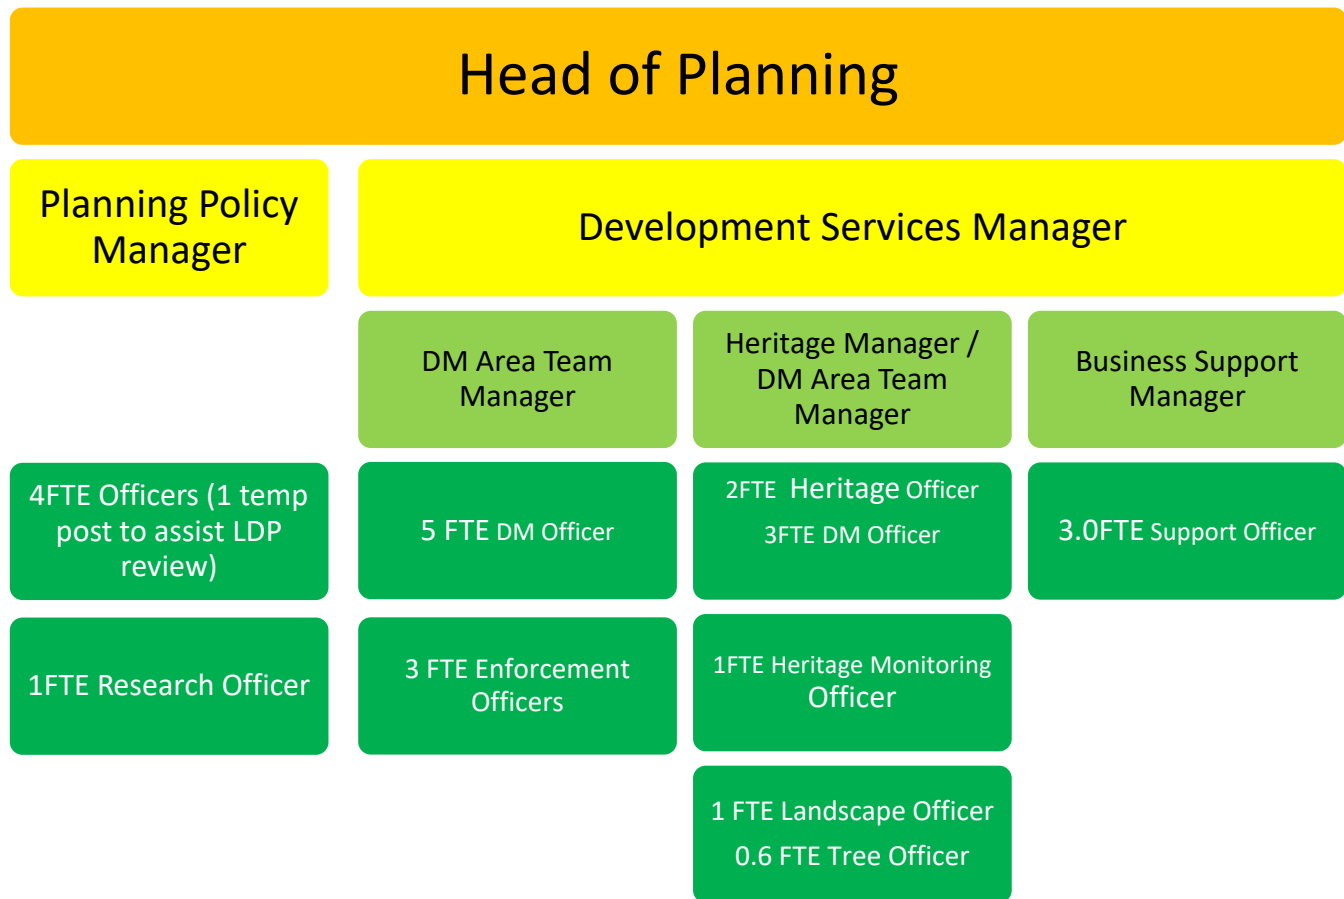 Head of Planning
Planning Policy
Manager
Development Services Manager
DM Area Team
Manager
Heritage Manager /
DM Area Team
Manager
Business Support
Manager
4FTE Officers (1 temp
post to assist LDP
review)
5 FTE DM Officer
2FTE Heritage Officer
3FTE DM Officer
3.0FTE Support Officer
1FTE Research Officer
3 FTE Enforcement
Officers
1FTE Heritage Monitoring
Officer
1 FTE Landscape Officer
0.6 FTE Tree Officer